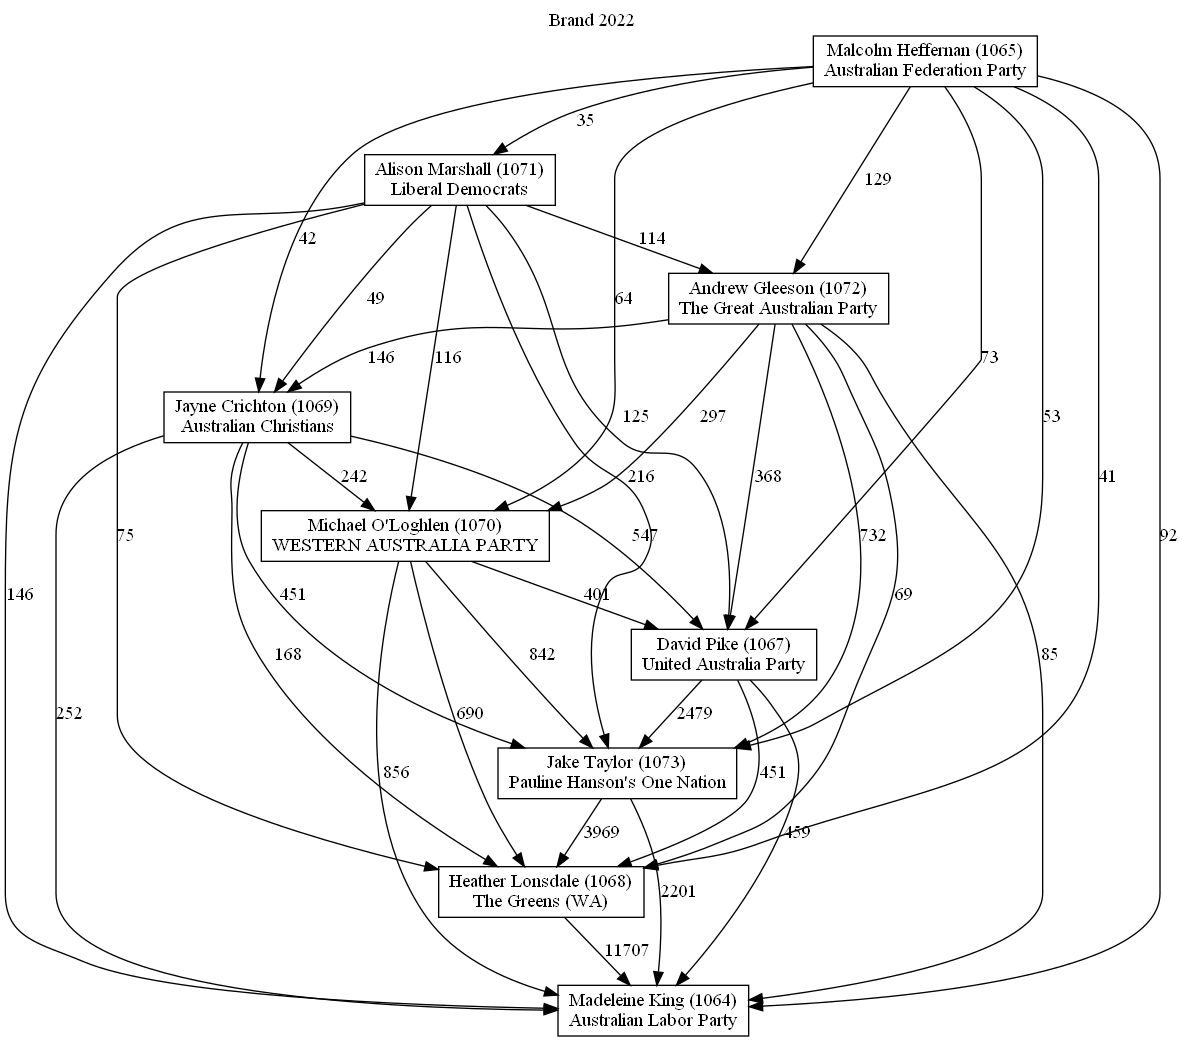 Brand 2022
Malcolm Heffernan (1065)
Australian Federation Party
35
Alison Marshall (1071)
Liberal Democrats
129
42
114
Andrew Gleeson (1072)
The Great Australian Party
49
64
146
116
73
Jayne Crichton (1069)
Australian Christians
125
297
53
242
216
368
41
Michael O'Loghlen (1070)
WESTERN AUSTRALIA PARTY
75
547
732
92
146
451
401
69
168
842
David Pike (1067)
United Australia Party
85
252
690
2479
856
Jake Taylor (1073)
Pauline Hanson's One Nation
451
3969
459
Heather Lonsdale (1068)
The Greens (WA)
2201
11707
Madeleine King (1064)
Australian Labor Party